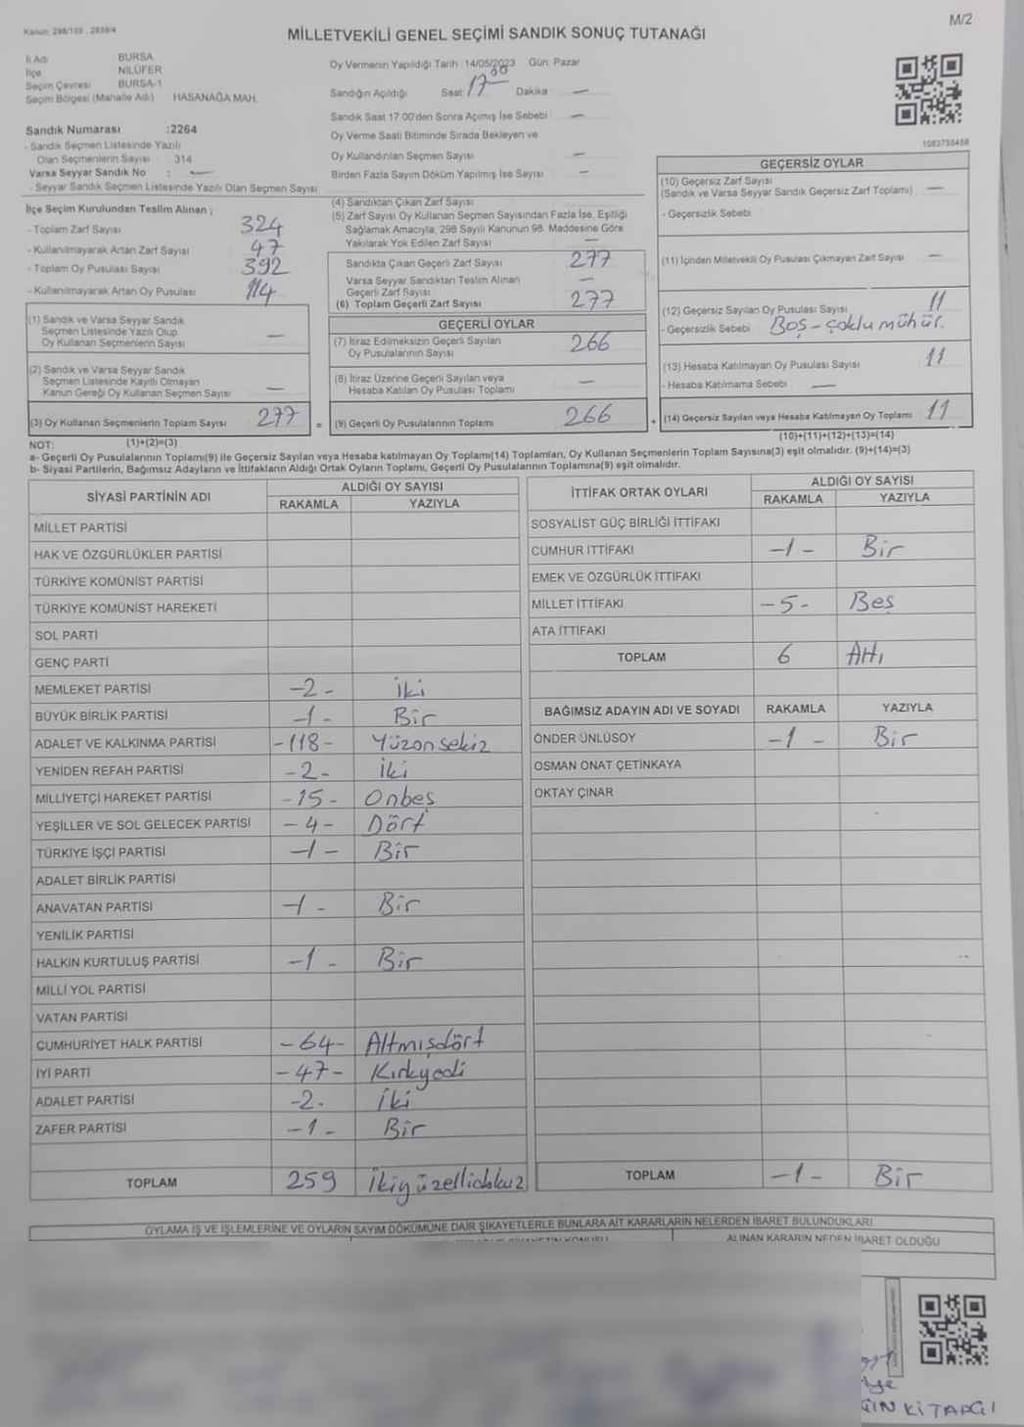 M/2
MİLLETVEKİLİ GENEL SEÇİMİ SANDIK SONUÇ TUTANAĞI
İl Adı BURSA
İlçe NİLÜFER
Seçim Çevresi BURSA-1
Seçim Bölgesi (Mahalle Adı) HASANAĞA MAH.
Sandık Numarası :2264
- Sandık Seçmen Listesinde Yazılı
Olan Seçmenlerin Sayısı 314
Varsa Seyyar Sandık No : —
- Seyyar Sandık Seçmen Listesinde Yazılı Olan Seçmen Sayısı
Oy Vermenin Yapıldığı Tarih :14/05/2023 Gün: Pazar
Sandığın Açıldığı Saat 17 00 Dakika —
Sandık Saat 17:00'den Sonra Açılmış İse Sebebi —
Oy Verme Saati Bitiminde Sırada Bekleyen ve
Oy Kullandırılan Seçmen Sayısı —
Birden Fazla Sayım Döküm Yapılmış İse Sayısı —
1083738468
İlçe Seçim Kurulundan Teslim Alınan ;
- Toplam Zarf Sayısı 324
- Kullanılmayarak Artan Zarf Sayısı 47
- Toplam Oy Pusulası Sayısı 392
- Kullanılmayarak Artan Oy Pusulası 114
(1) Sandık ve Varsa Seyyar Sandık
Seçmen Listesinde Yazılı Olup
Oy Kullanan Seçmenlerin Sayısı —
(2) Sandık ve Varsa Seyyar Sandık
Seçmen Listesinde Kayıtlı Olmayan
Kanun Gereği Oy Kullanan Seçmen Sayısı —
(3) Oy Kullanan Seçmenlerin Toplam Sayısı 277
(1)+(2)=(3)
(4) Sandıktan Çıkan Zarf Sayısı
(5) Zarf Sayısı Oy Kullanan Seçmen Sayısından Fazla İse, Eşitliği
Sağlamak Amacıyla, 298 Sayılı Kanunun 98. Maddesine Göre
Yakılarak Yok Edilen Zarf Sayısı —
Sandıkta Çıkan Geçerli Zarf Sayısı 277
Varsa Seyyar Sandıktan Teslim Alınan
Geçerli Zarf Sayısı —
(6) Toplam Geçerli Zarf Sayısı 277
GEÇERLİ OYLAR
(7) İtiraz Edilmeksizin Geçerli Sayılan
Oy Pusulalarının Sayısı 266
(8) İtiraz Üzerine Geçerli Sayılan veya
Hesaba Katılan Oy Pusulası Toplamı —
= (9) Geçerli Oy Pusulalarının Toplamı 266 +
GEÇERSİZ OYLAR
(10) Geçersiz Zarf Sayısı
(Sandık ve Varsa Seyyar Sandık Geçersiz Zarf Toplamı) —
- Geçersizlik Sebebi
(11) İçinden Milletvekili Oy Pusulası Çıkmayan Zarf Sayısı —
(12) Geçersiz Sayılan Oy Pusulası Sayısı 11
- Geçersizlik Sebebi Boş-çoklu mühür.
(13) Hesaba Katılmayan Oy Pusulası Sayısı 11
- Hesaba Katılmama Sebebi —
(14) Geçersiz Sayılan veya Hesaba Katılmayan Oy Toplamı 11
(10)+(11)+(12)+(13)=(14)
NOT:
a- Geçerli Oy Pusulalarının Toplamı(9) ile Geçersiz Sayılan veya Hesaba katılmayan Oy Toplamı(14) Toplamları, Oy Kullanan Seçmenlerin Toplam Sayısına(3) eşit olmalıdır. (9)+(14)=(3)
b- Siyasi Partilerin, Bağımsız Adayların ve İttifakların Aldığı Ortak Oyların Toplamı, Geçerli Oy Pusulalarının Toplamına(9) eşit olmalıdır.
SİYASİ PARTİNİN ADI ALDIĞI OY SAYISI
RAKAMLA YAZIYLA
MİLLET PARTİSİ
HAK VE ÖZGÜRLÜKLER PARTİSİ
TÜRKİYE KOMÜNİST PARTİSİ
TÜRKİYE KOMÜNİST HAREKETİ
SOL PARTİ
GENÇ PARTİ
MEMLEKET PARTİSİ -2- İki
BÜYÜK BİRLİK PARTİSİ -1- Bir
ADALET VE KALKINMA PARTİSİ -118- Yüzonsekiz
YENİDEN REFAH PARTİSİ -2- İki
MİLLİYETÇİ HAREKET PARTİSİ -15- Onbeş
YEŞİLLER VE SOL GELECEK PARTİSİ -4- Dört
TÜRKİYE İŞÇİ PARTİSİ -1- Bir
ADALET BİRLİK PARTİSİ
ANAVATAN PARTİSİ -1- Bir
YENİLİK PARTİSİ
HALKIN KURTULUŞ PARTİSİ -1- Bir
MİLLİ YOL PARTİSİ
VATAN PARTİSİ
CUMHURİYET HALK PARTİSİ -64- Altmışdört
İYİ PARTİ -47- Kırkyedi
ADALET PARTİSİ -2- İki
ZAFER PARTİSİ -1- Bir
TOPLAM 259 İkiyüzellidokuz
İTTİFAK ORTAK OYLARI ALDIĞI OY SAYISI
RAKAMLA YAZIYLA
SOSYALİST GÜÇ BİRLİĞİ İTTİFAKI
CUMHUR İTTİFAKI -1- Bir
EMEK VE ÖZGÜRLÜK İTTİFAKI
MİLLET İTTİFAKI -5- Beş
ATA İTTİFAKI
TOPLAM 6 Altı
BAĞIMSIZ ADAYIN ADI VE SOYADI RAKAMLA YAZIYLA
ÖNDER ÜNLÜSOY -1- Bir
OSMAN ONAT ÇETİNKAYA
OKTAY ÇINAR
TOPLAM -1- Bir
OYLAMA İŞ VE İŞLEMLERİNE VE OYLARIN SAYIM DÖKÜMÜNE DAİR ŞİKAYETLERLE BUNLARA AİT KARARLARIN NELERDEN İBARET BULUNDUKLARI
ALINAN KARARIN NEDEN İBARET OLDUĞU